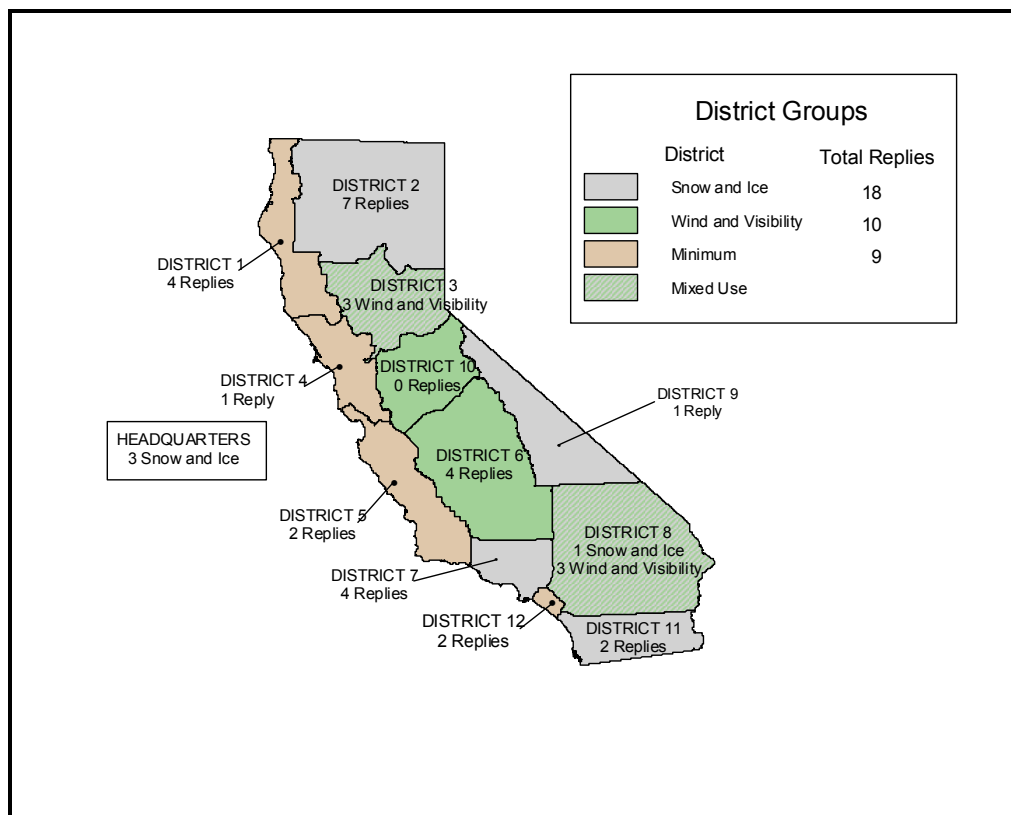 District Groups
District Total Replies
Snow and Ice 18
Wind and Visibility 10
Minimum 9
Mixed Use
DISTRICT 2
7 Replies
DISTRICT 1
4 Replies
DISTRICT 3
3 Wind and Visibility
DISTRICT 10
0 Replies
DISTRICT 4
1 Reply
DISTRICT 9
1 Reply
HEADQUARTERS
3 Snow and Ice
DISTRICT 6
4 Replies
DISTRICT 5
2 Replies
DISTRICT 8
1 Snow and Ice
3 Wind and Visibility
DISTRICT 7
4 Replies
DISTRICT 12
2 Replies
DISTRICT 11
2 Replies